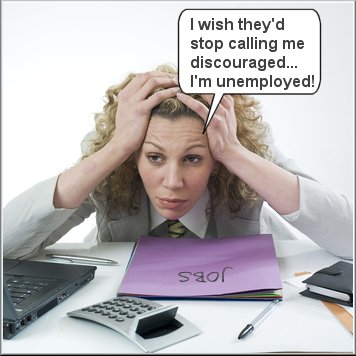 I wish they'd
stop calling me
discouraged...
I'm unemployed!
JOBS